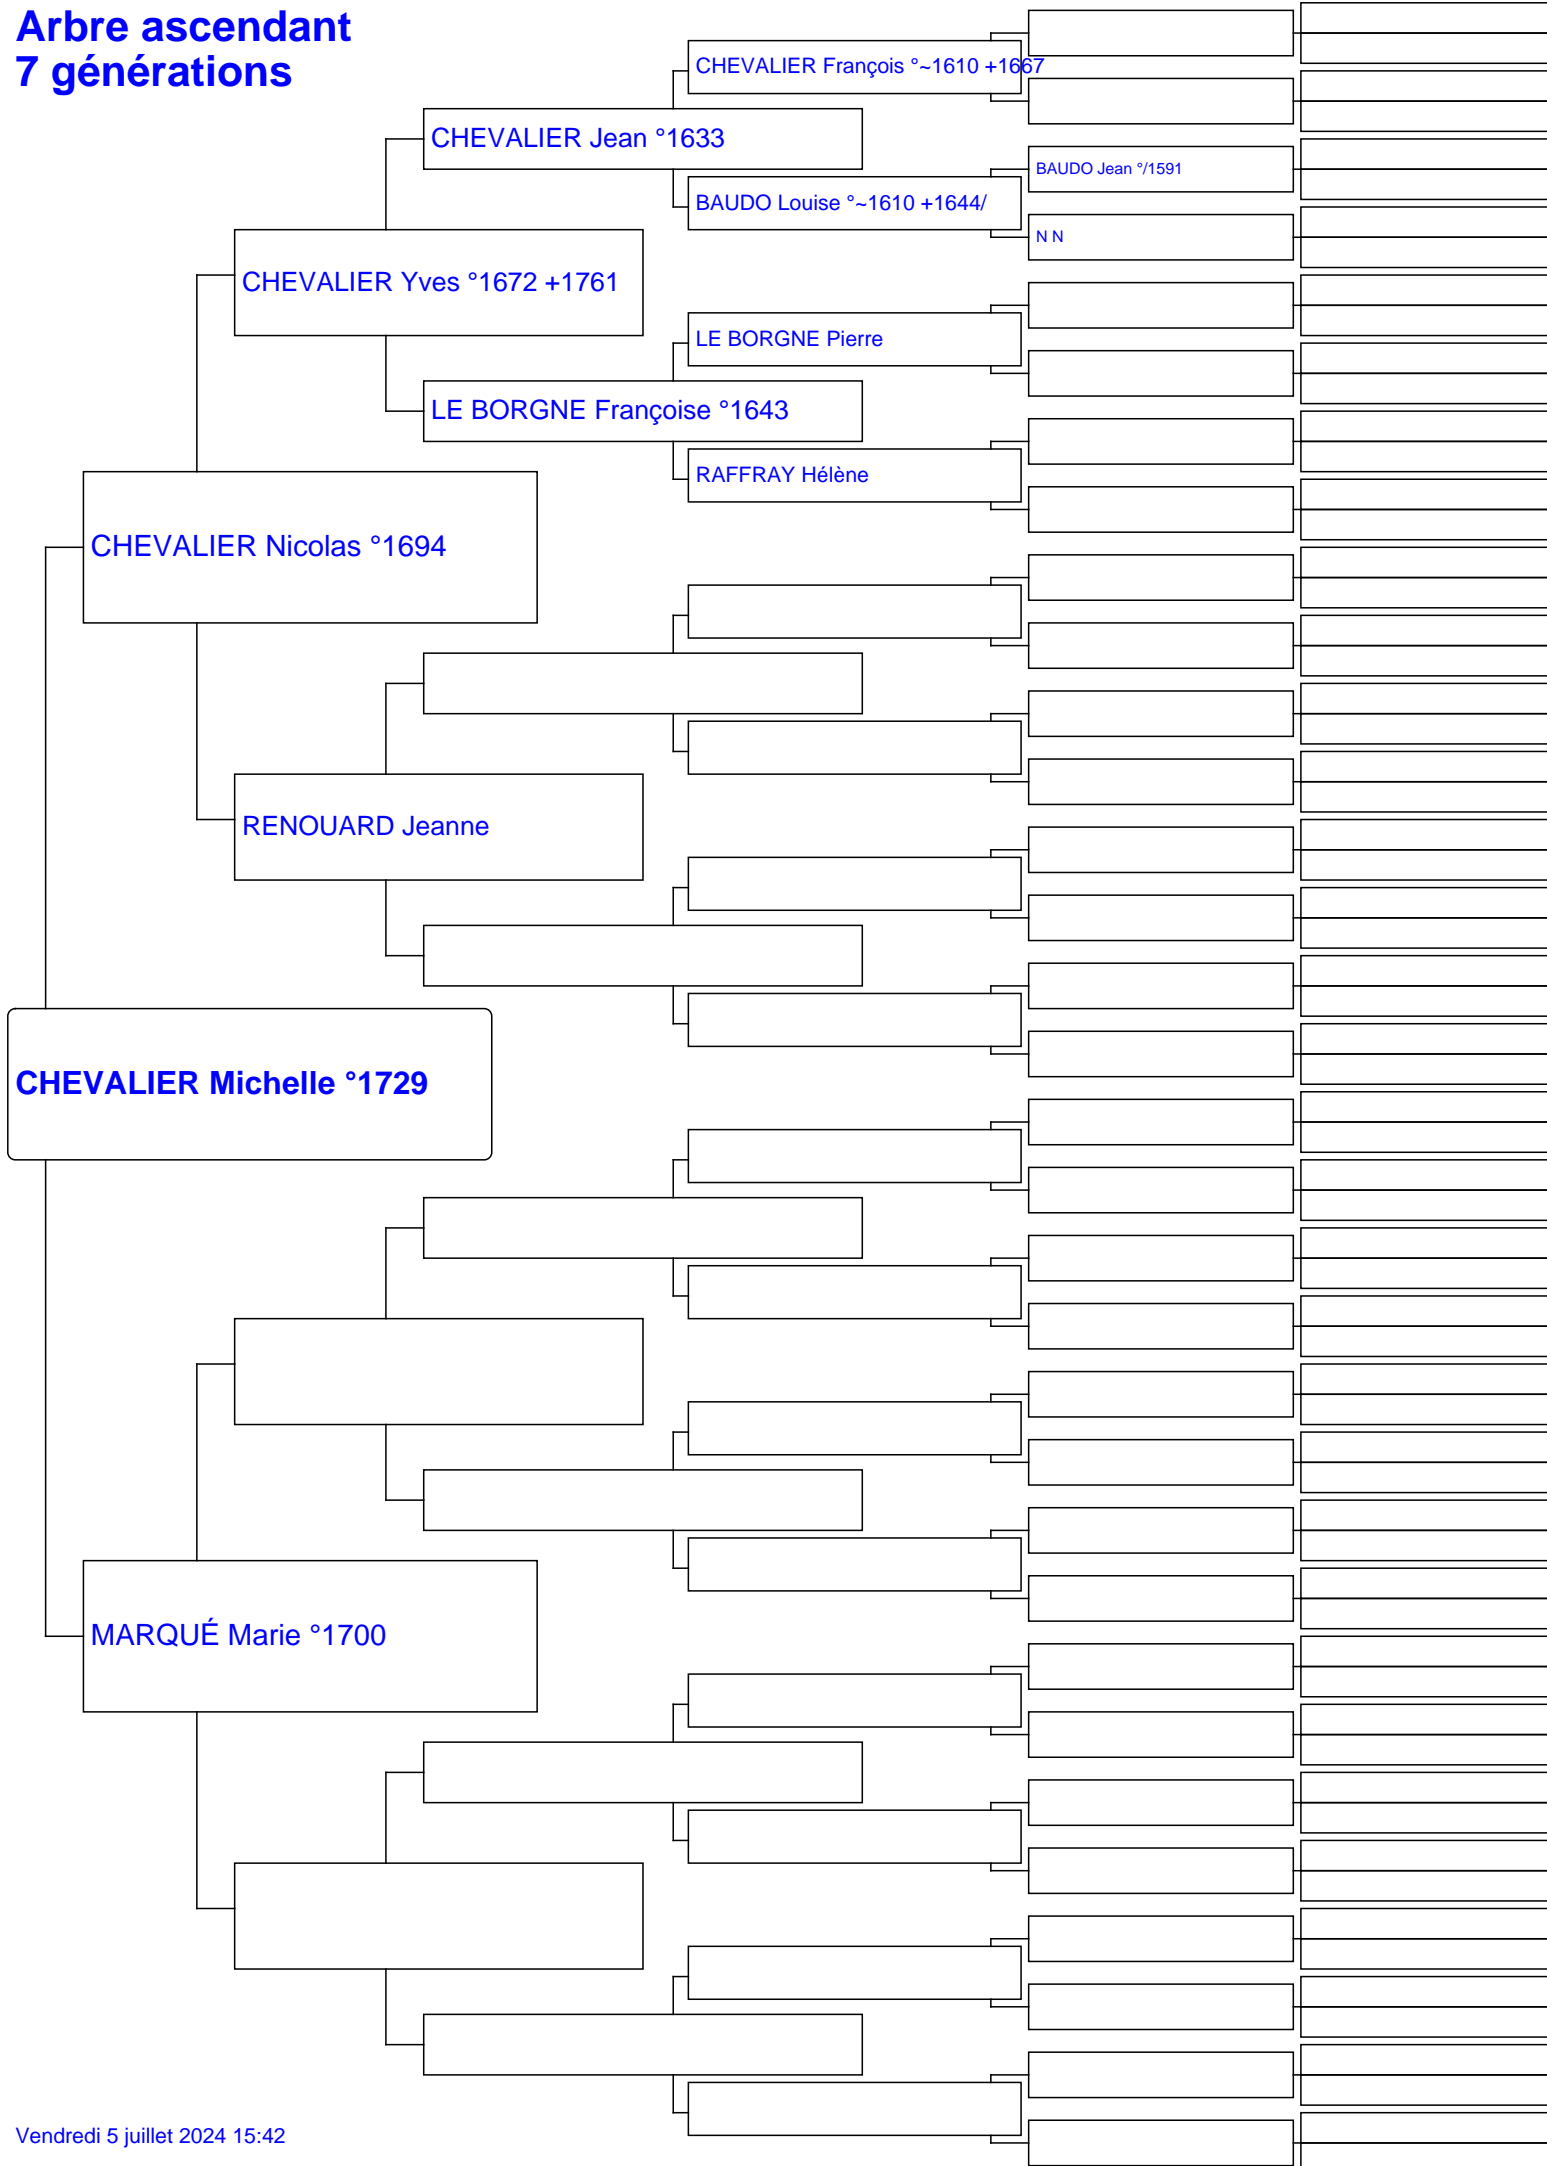 Arbre ascendant
7 générations
CHEVALIER François °~1610 +1667
CHEVALIER Jean °1633
BAUDO Jean °/1591
BAUDO Louise °~1610 +1644/
N N
CHEVALIER Yves °1672 +1761
LE BORGNE Pierre
LE BORGNE Françoise °1643
RAFFRAY Hélène
CHEVALIER Nicolas °1694
RENOUARD Jeanne
CHEVALIER Michelle °1729
MARQUÉ Marie °1700
Vendredi 5 juillet 2024 15:42